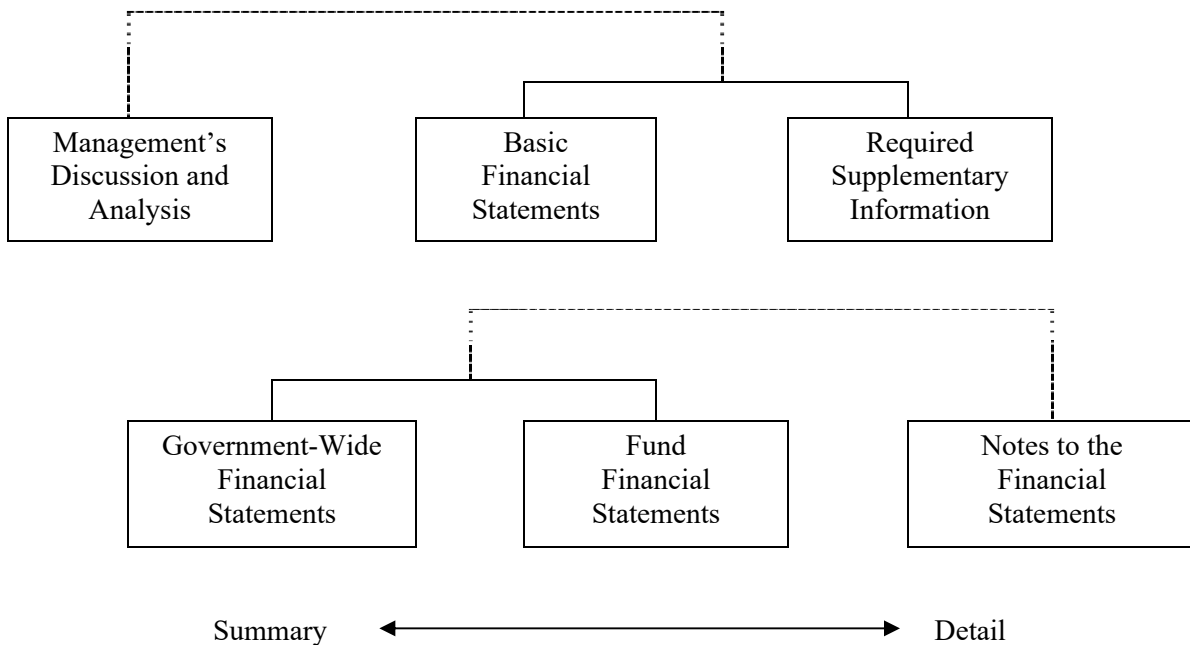 Management’s
Discussion and
Analysis
Basic
Financial
Statements
Required
Supplementary
Information
Government-Wide
Financial
Statements
Fund
Financial
Statements
Notes to the
Financial
Statements
Summary
Detail